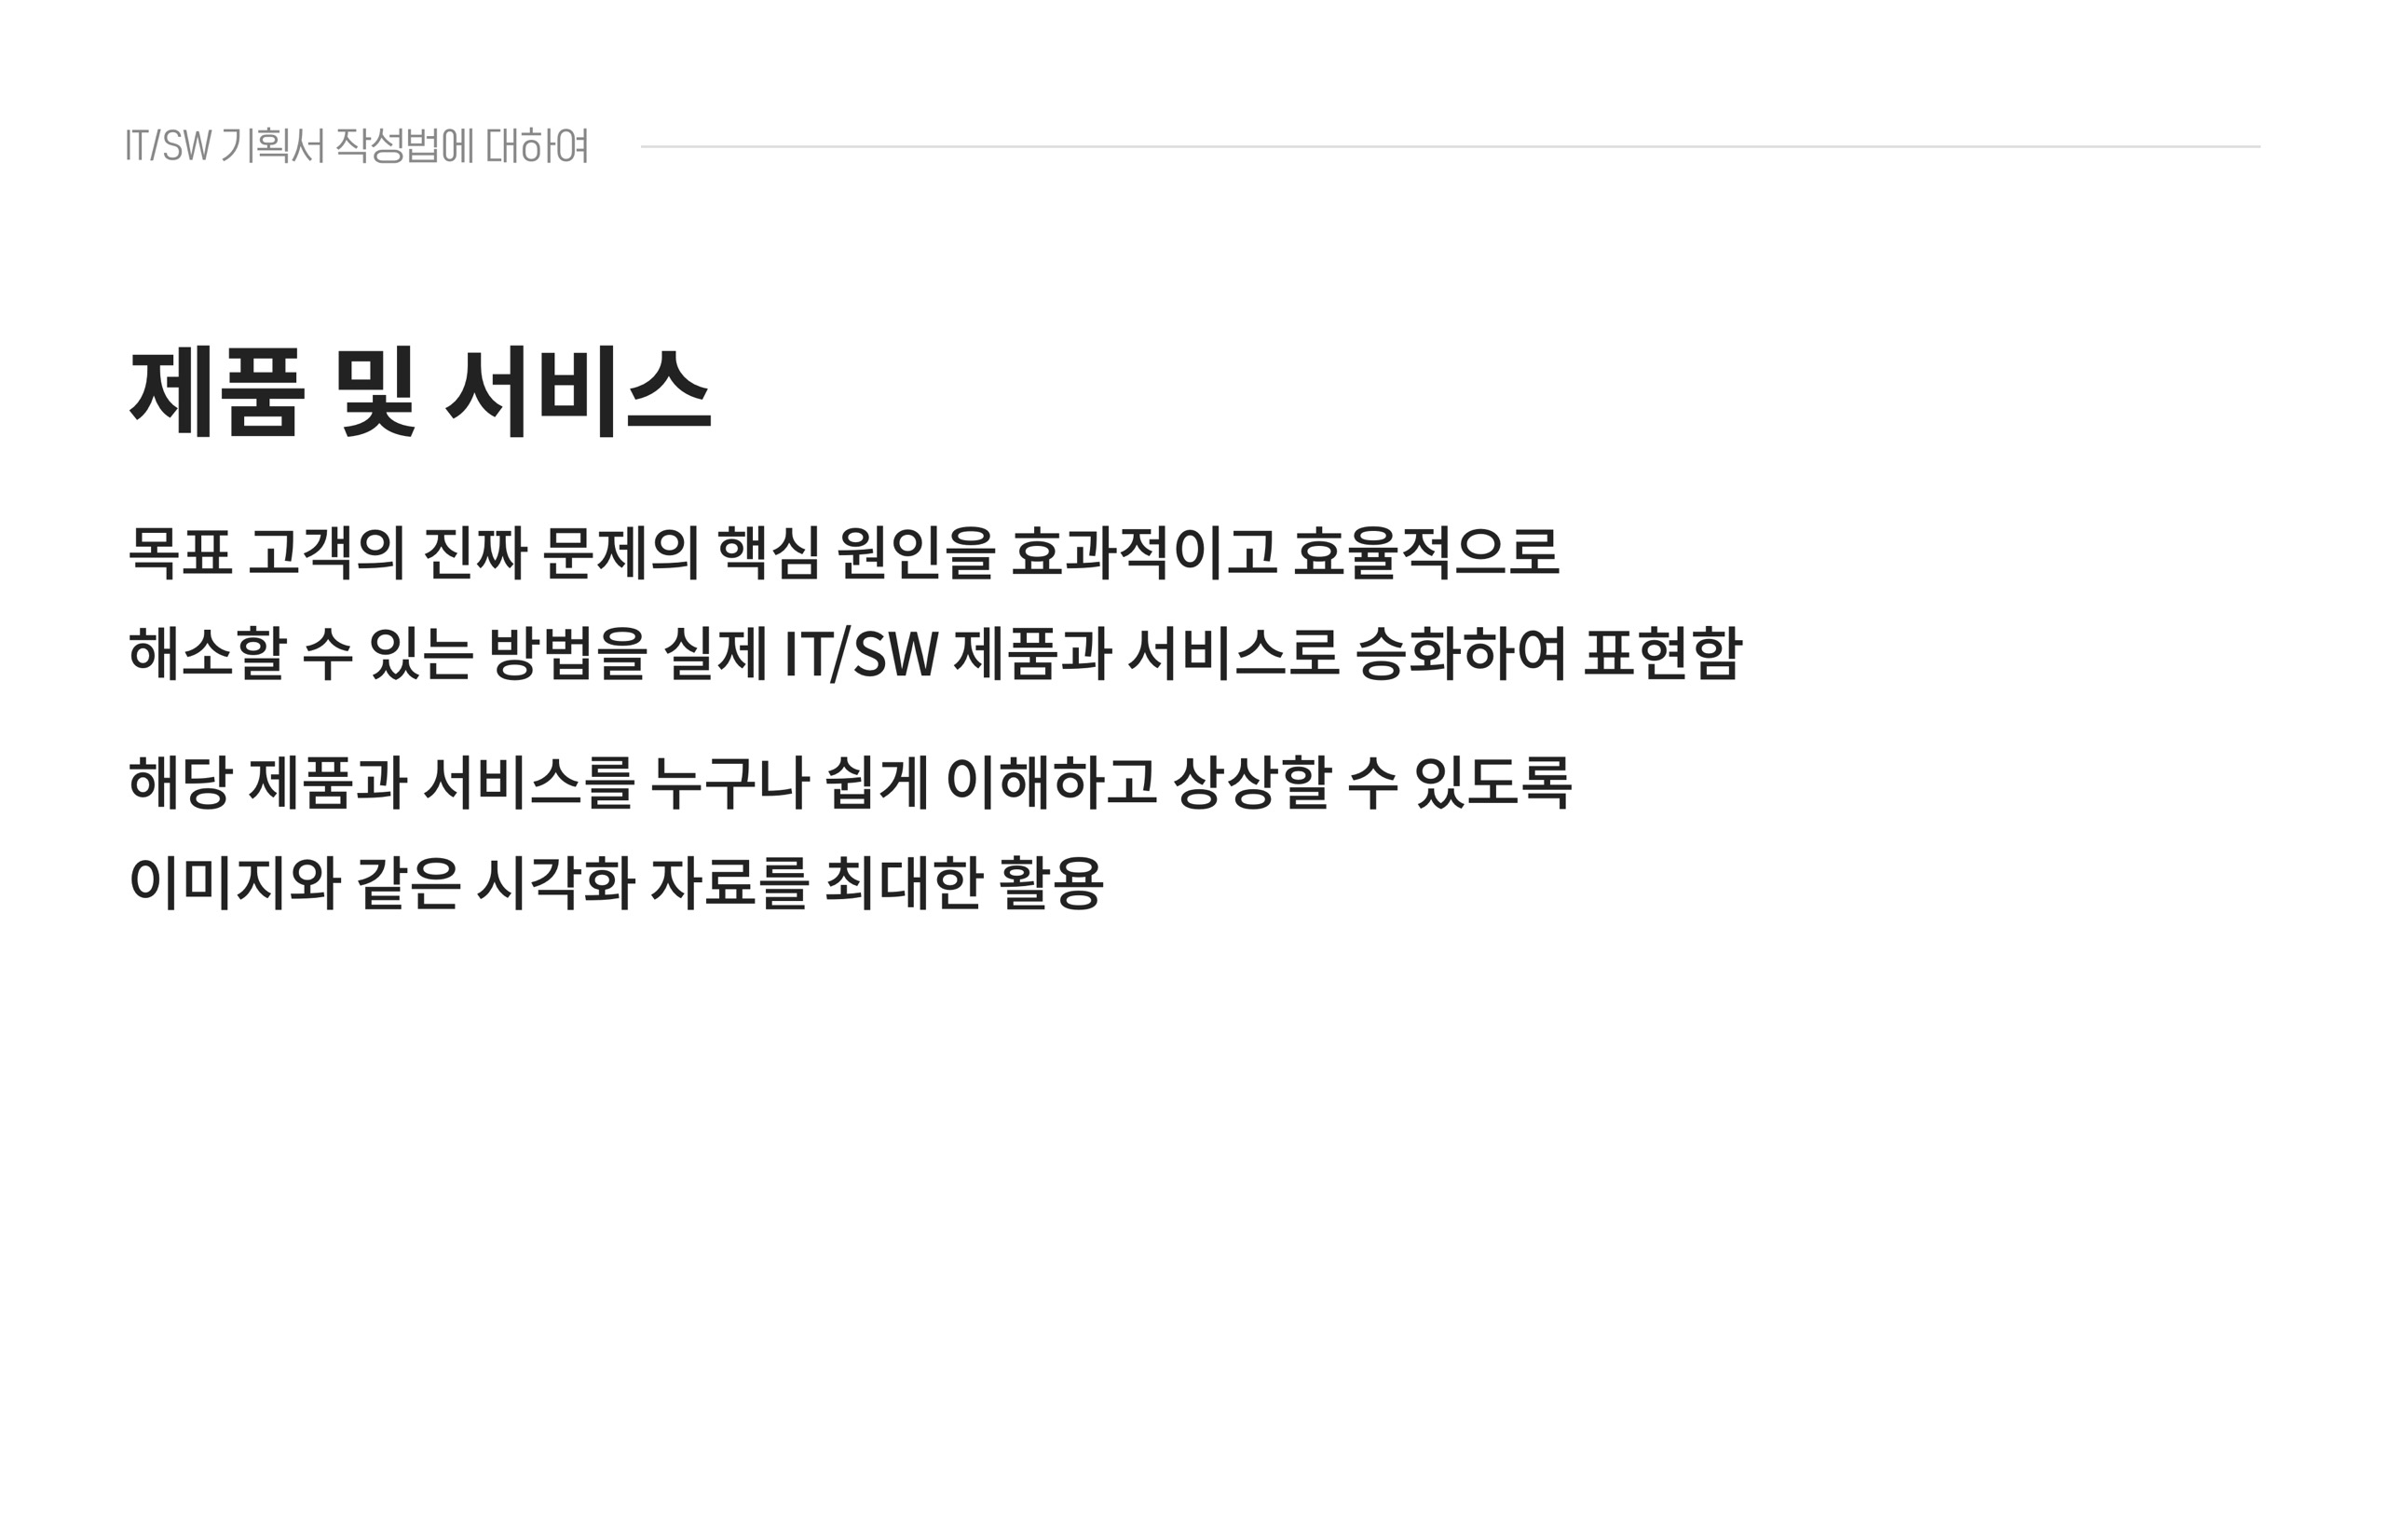 IT/SW 기획서 작성법에 대하여
제품 및 서비스
목표 고객의 진짜 문제의 핵심 원인을 효과적이고 효율적으로
해소할 수 있는 방법을 실제 IT/SW 제품과 서비스로 승화하여 표현함
해당 제품과 서비스를 누구나 쉽게 이해하고 상상할 수 있도록
이미지와 같은 시각화 자료를 최대한 활용